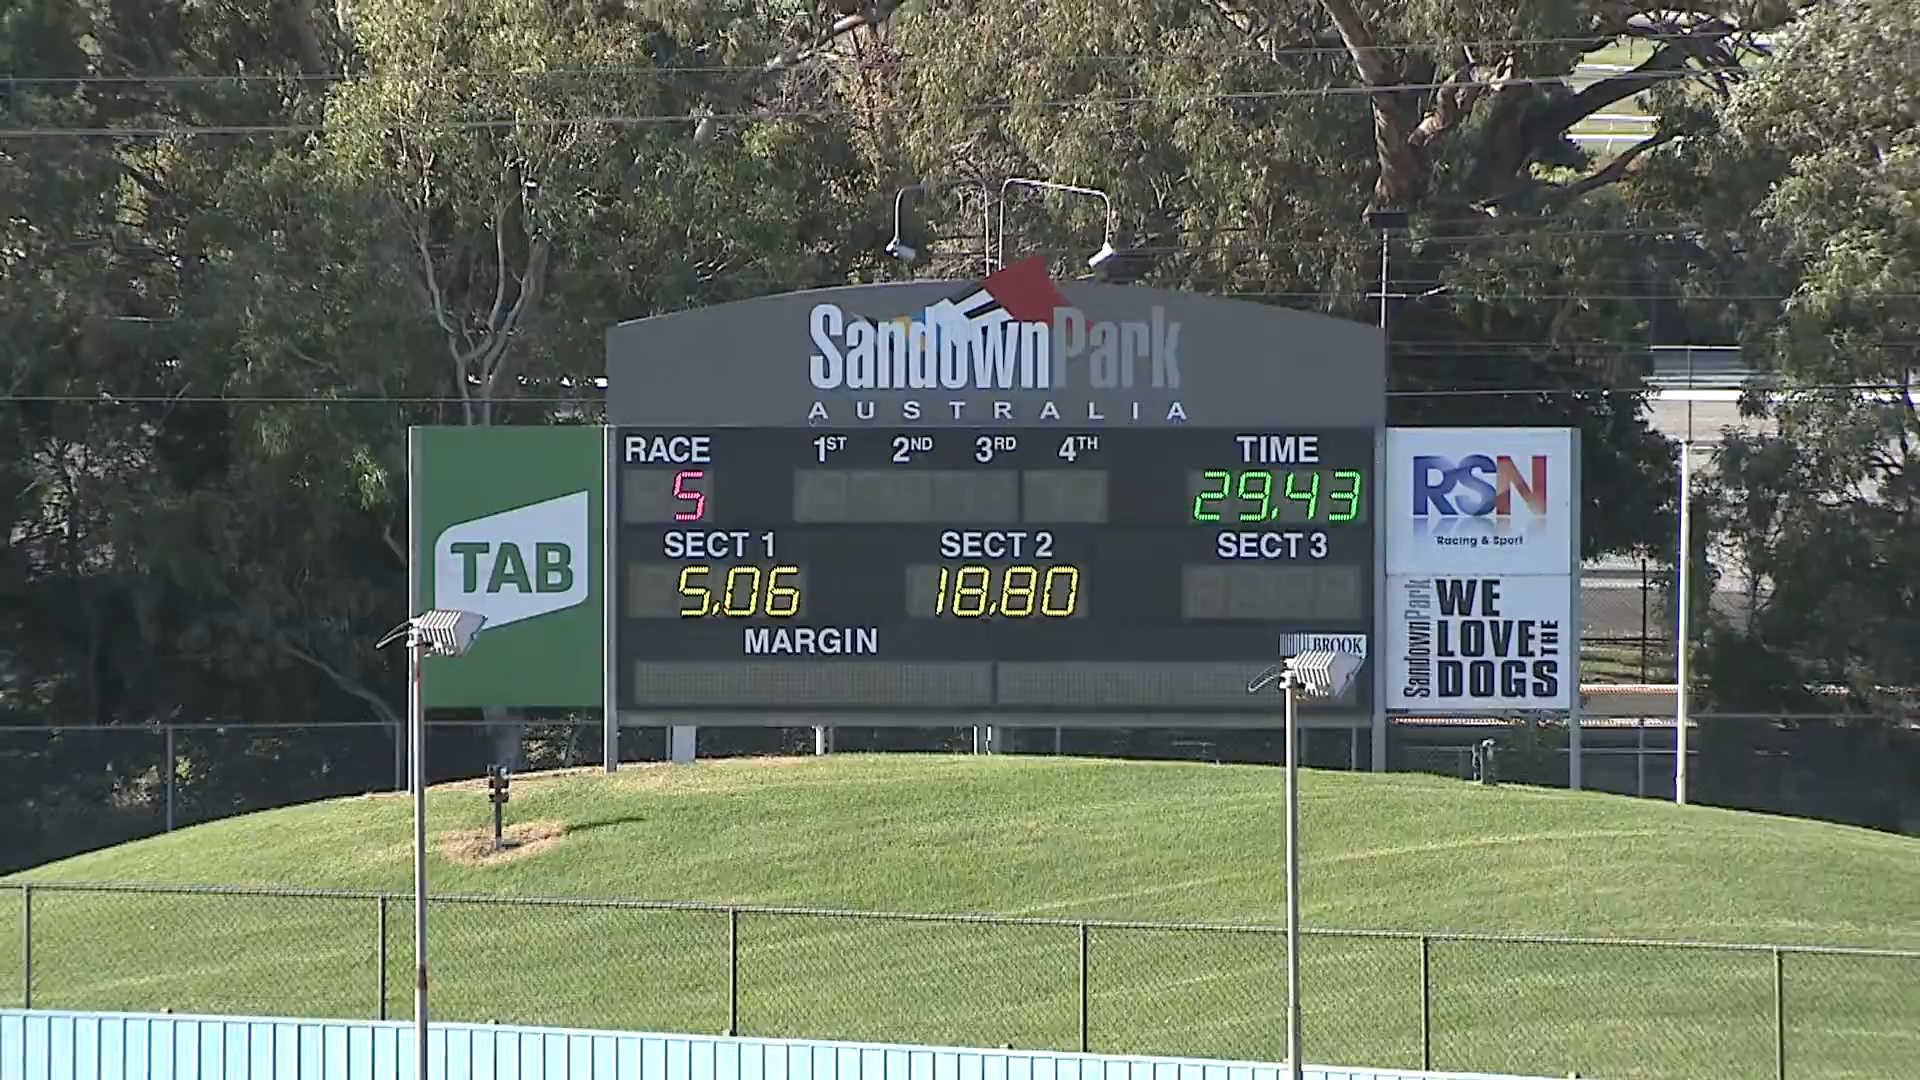 SandownPark
AUSTRALIA
RACE 1ST 2ND 3RD 4TH TIME
5 29.43
SECT 1 SECT 2 SECT 3
5.06 18.80
MARGIN
BROOK
TAB
RSN
Racing & Sport
SandownPark
WE
LOVE THE
DOGS